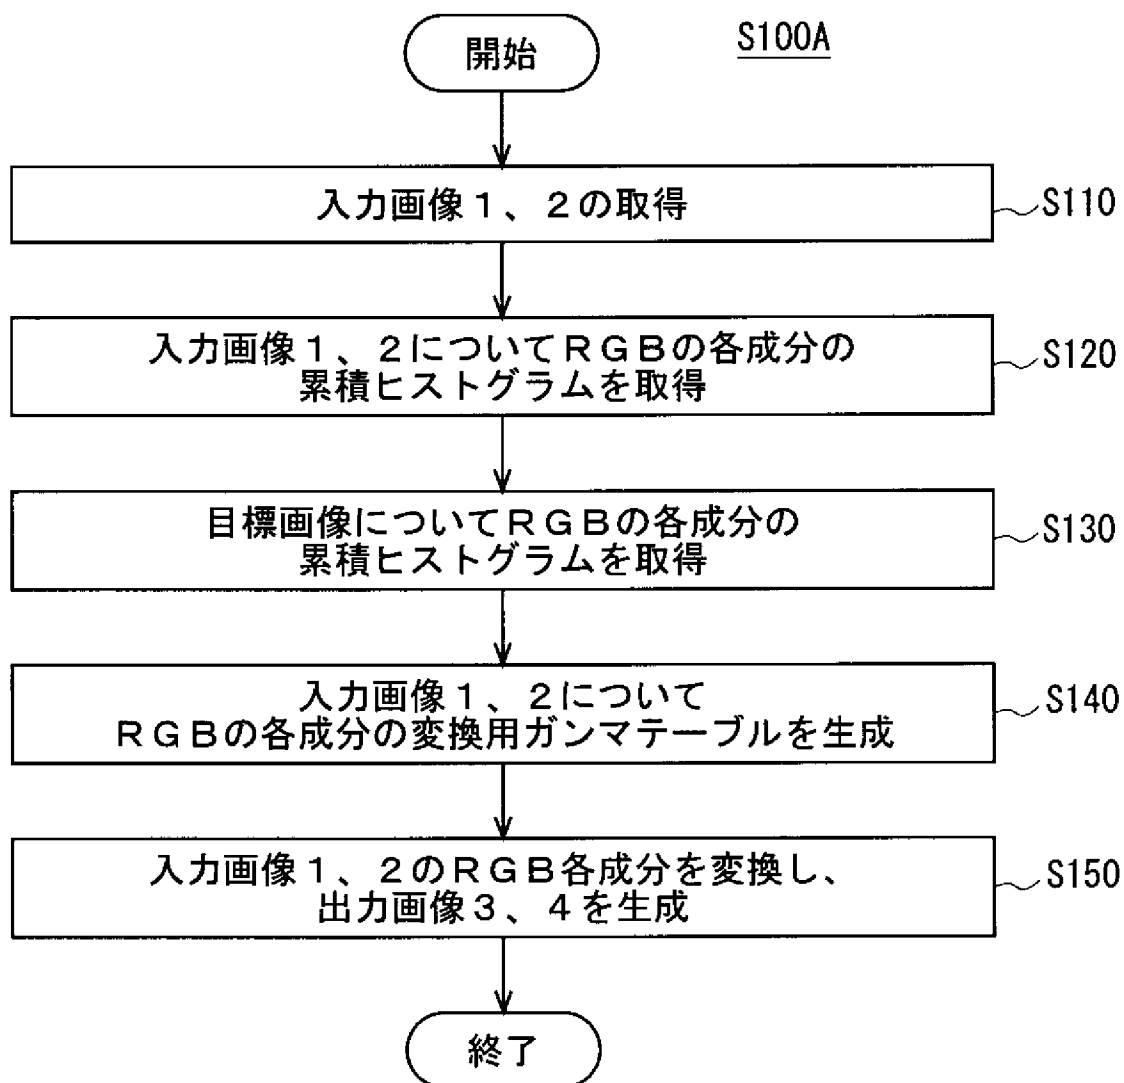 S100A
開始
入力画像１、２の取得
S110
入力画像１、２についてＲＧＢの各成分の
累積ヒストグラムを取得
S120
目標画像についてＲＧＢの各成分の
累積ヒストグラムを取得
S130
入力画像１、２について
ＲＧＢの各成分の変換用ガンマテーブルを生成
S140
入力画像１、２のＲＧＢ各成分を変換し、
出力画像３、４を生成
S150
終了